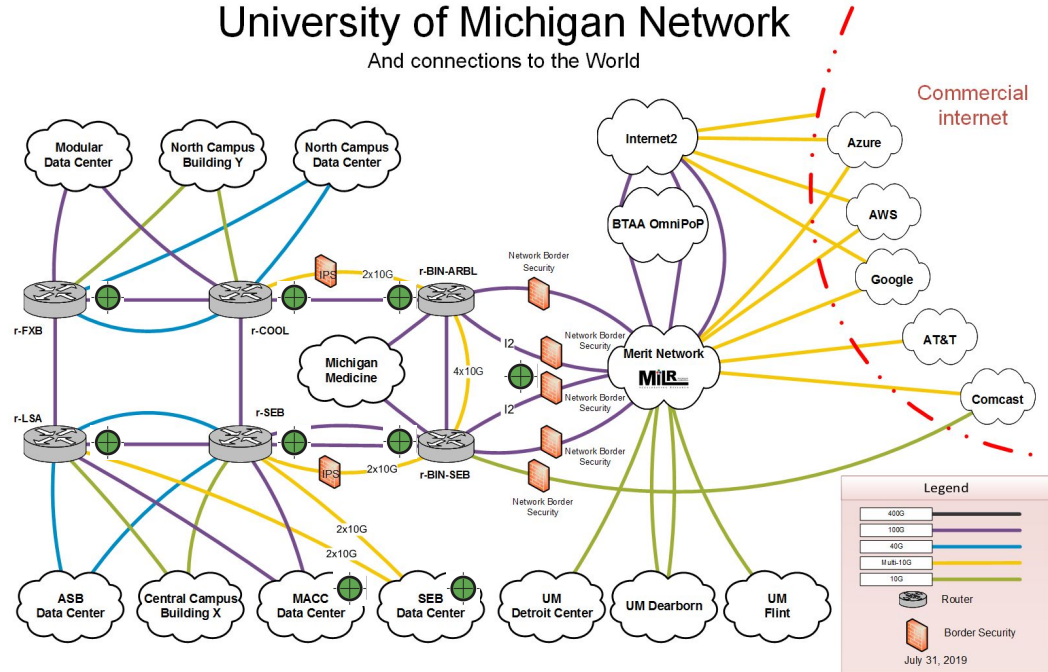 University of Michigan Network
And connections to the World
Commercial
internet
Modular
Data Center
North Campus
Building Y
North Campus
Data Center
Internet2
Azure
BTAA OmniPoP
AWS
Google
AT&T
Comcast
r-FXB
r-COOL
IPS
2x10G
r-BIN-ARBL
Network Border
Security
I2
Network Border
Security
Merit Network
MiLR
Michigan
Medicine
4x10G
Network Border
Security
I2
r-LSA
r-SEB
IPS
2x10G
r-BIN-SEB
Network Border
Security
Network Border
Security
2x10G
2x10G
ASB
Data Center
Central Campus
Building X
MACC
Data Center
SEB
Data Center
UM
Detroit Center
UM Dearborn
UM
Flint
Legend
400G
100G
40G
Multi-10G
10G
Router
Border Security
July 31, 2019